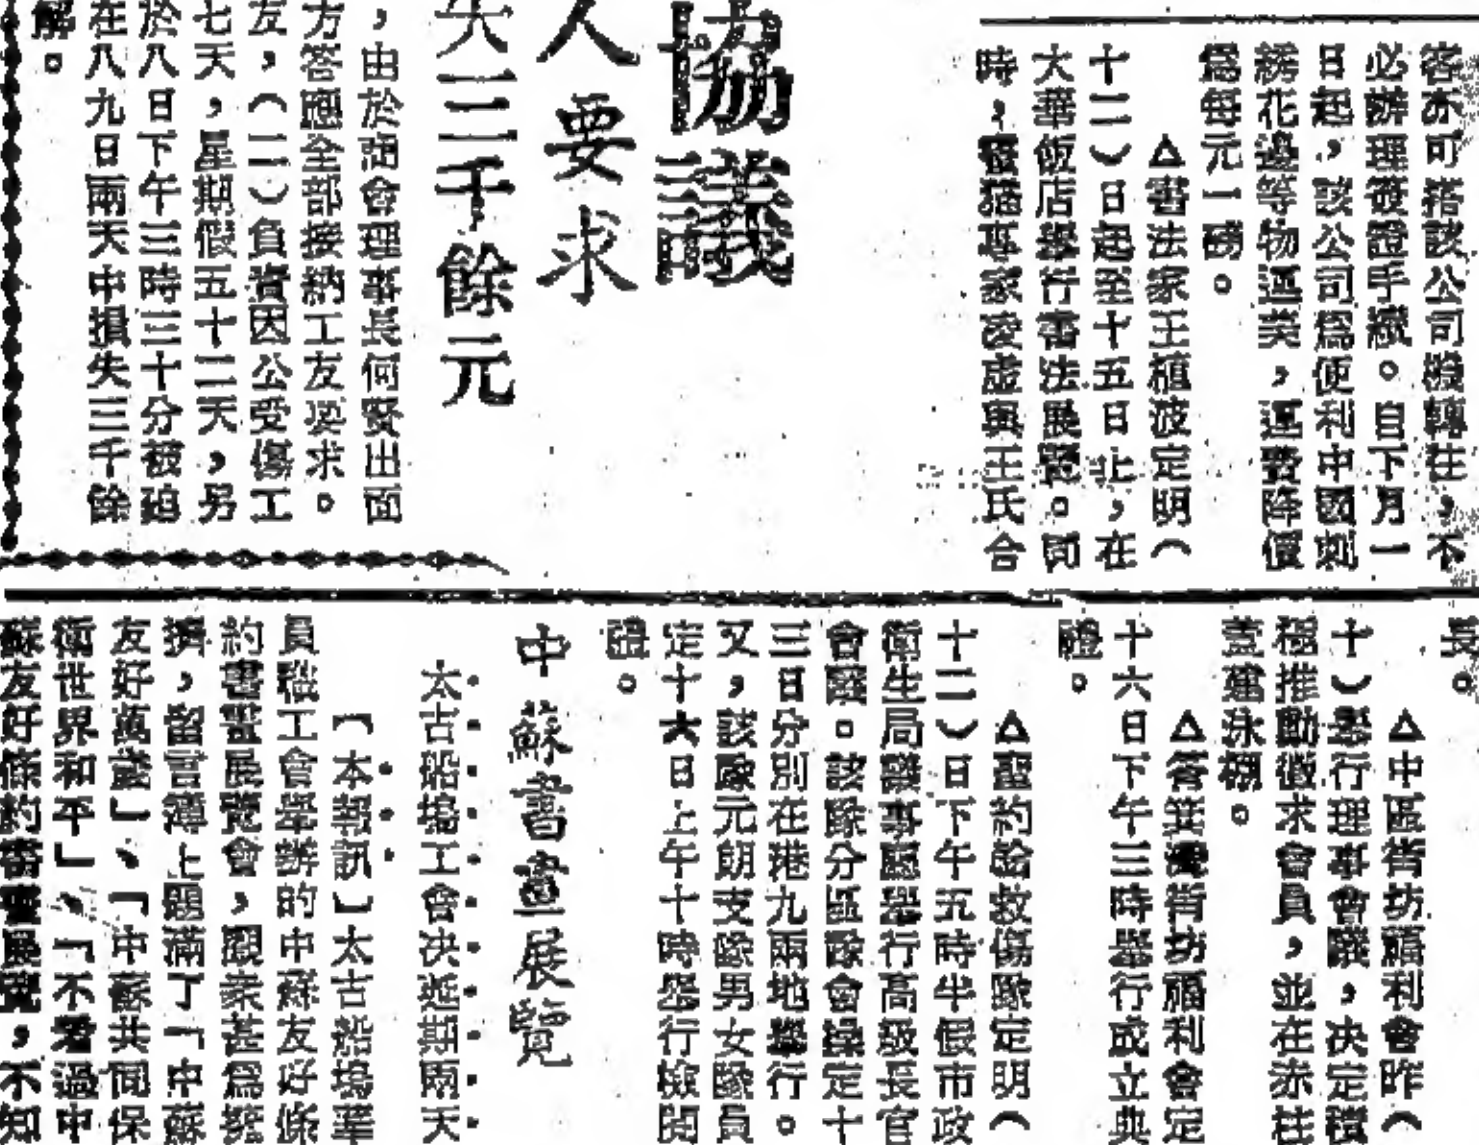 客亦可搭該公司機轉往,不
必辦理簽證手續。自下月一
日起,該公司爲便利中國刺
綉花邊等物運美,運費降價
爲每元一磅。
△書法家王植波定明(
十二)日起至十五日止,在
大華飯店舉行書法展覽。同
時,藝專家凌虛與王氏合
協議
人要求
失三千餘元
,由於商會理事長何賢出面
方答應全部接納工友要求。
友,(二)負責因公受傷工
七天,星期假五十二天,另
於八日下午三時三十分被迫
在八九日兩天中損失三千餘
解。
長。
△中區街坊福利會昨(
十)舉行理事會議,決定積
極推動徵求會員,並在赤柱
蓋建泳棚。
△筲箕灣街坊福利會定
十六日下午三時舉行成立典
禮。
△聖約翰救傷隊定明(
十二)日下午五時半假市政
衛生局議事廳舉行高級長官
會議。該隊分區隊會操定十
三日分別在港九兩地舉行。
又,該隊元朗支隊男女隊員
定十六日上午十時舉行檢閱
禮。
中蘇書畫展覽
太古船塢工會決延期兩天
【本報訊】太古船塢華
員職工會舉辦的中蘇友好條
約書畫展覽會,觀衆甚爲擁
擠,留言簿上題滿了「中蘇
友好萬歲」、「中蘇共同保
衛世界和平」、「不看過中
蘇友好條約書畫展覽,不知